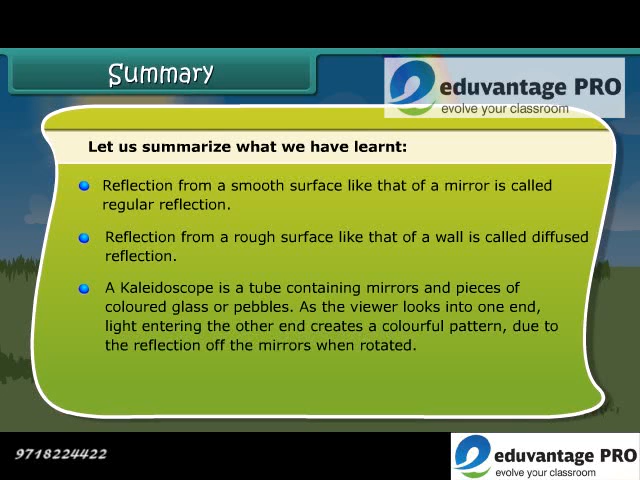 Summary
eduvantage PRO
evolve your classroom
Let us summarize what we have learnt:
Reflection from a smooth surface like that of a mirror is called
regular reflection.
Reflection from a rough surface like that of a wall is called diffused
reflection.
A Kaleidoscope is a tube containing mirrors and pieces of
coloured glass or pebbles. As the viewer looks into one end,
light entering the other end creates a colourful pattern, due to
the reflection off the mirrors when rotated.
9718224422
eduvantage PRO
evolve your classroom